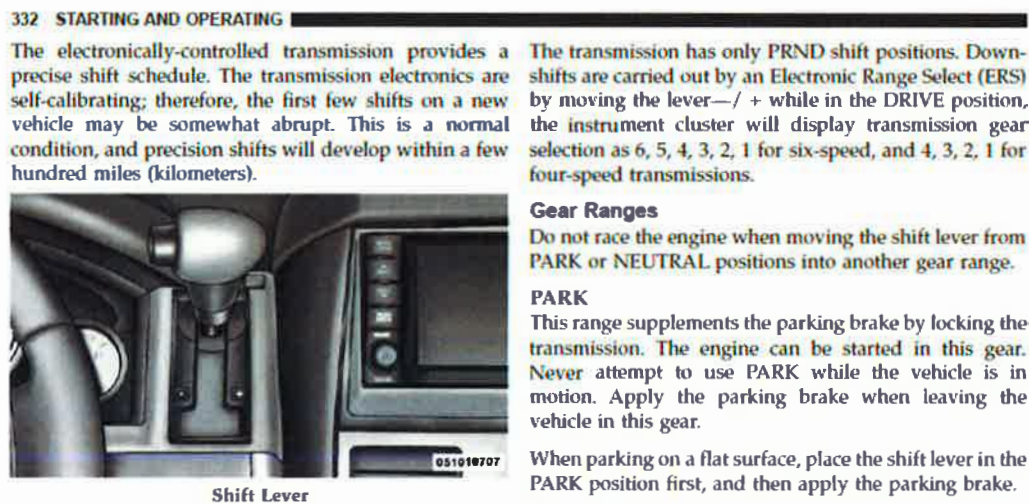 332 STARTING AND OPERATING
The electronically-controlled transmission provides a
precise shift schedule. The transmission electronics are
self-calibrating; therefore, the first few shifts on a new
vehicle may be somewhat abrupt. This is a normal
condition, and precision shifts will develop within a few
hundred miles (kilometers).
051010707
Shift Lever
The transmission has only PRND shift positions. Down-
shifts are carried out by an Electronic Range Select (ERS)
by moving the lever—/ + while in the DRIVE position,
the instrument cluster will display transmission gear
selection as 6, 5, 4, 3, 2, 1 for six-speed, and 4, 3, 2, 1 for
four-speed transmissions.
Gear Ranges
Do not race the engine when moving the shift lever from
PARK or NEUTRAL positions into another gear range.
PARK
This range supplements the parking brake by locking the
transmission. The engine can be started in this gear.
Never attempt to use PARK while the vehicle is in
motion. Apply the parking brake when leaving the
vehicle in this gear.
When parking on a flat surface, place the shift lever in the
PARK position first, and then apply the parking brake.